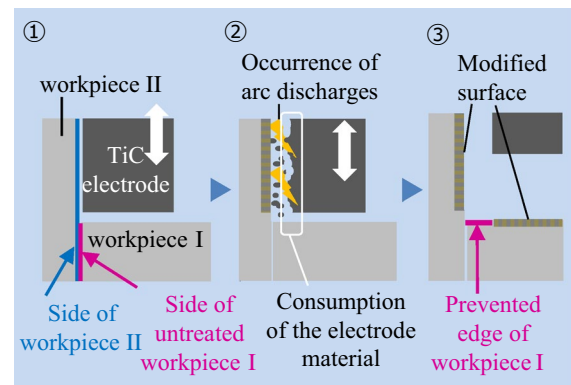 ①
workpiece II
TiC
electrode
workpiece I
Side of
workpiece II
Side of
untreated
workpiece I
②
Occurrence of
arc discharges
Consumption
of the electrode
material
③
Modified
surface
Prevented
edge of
workpiece I